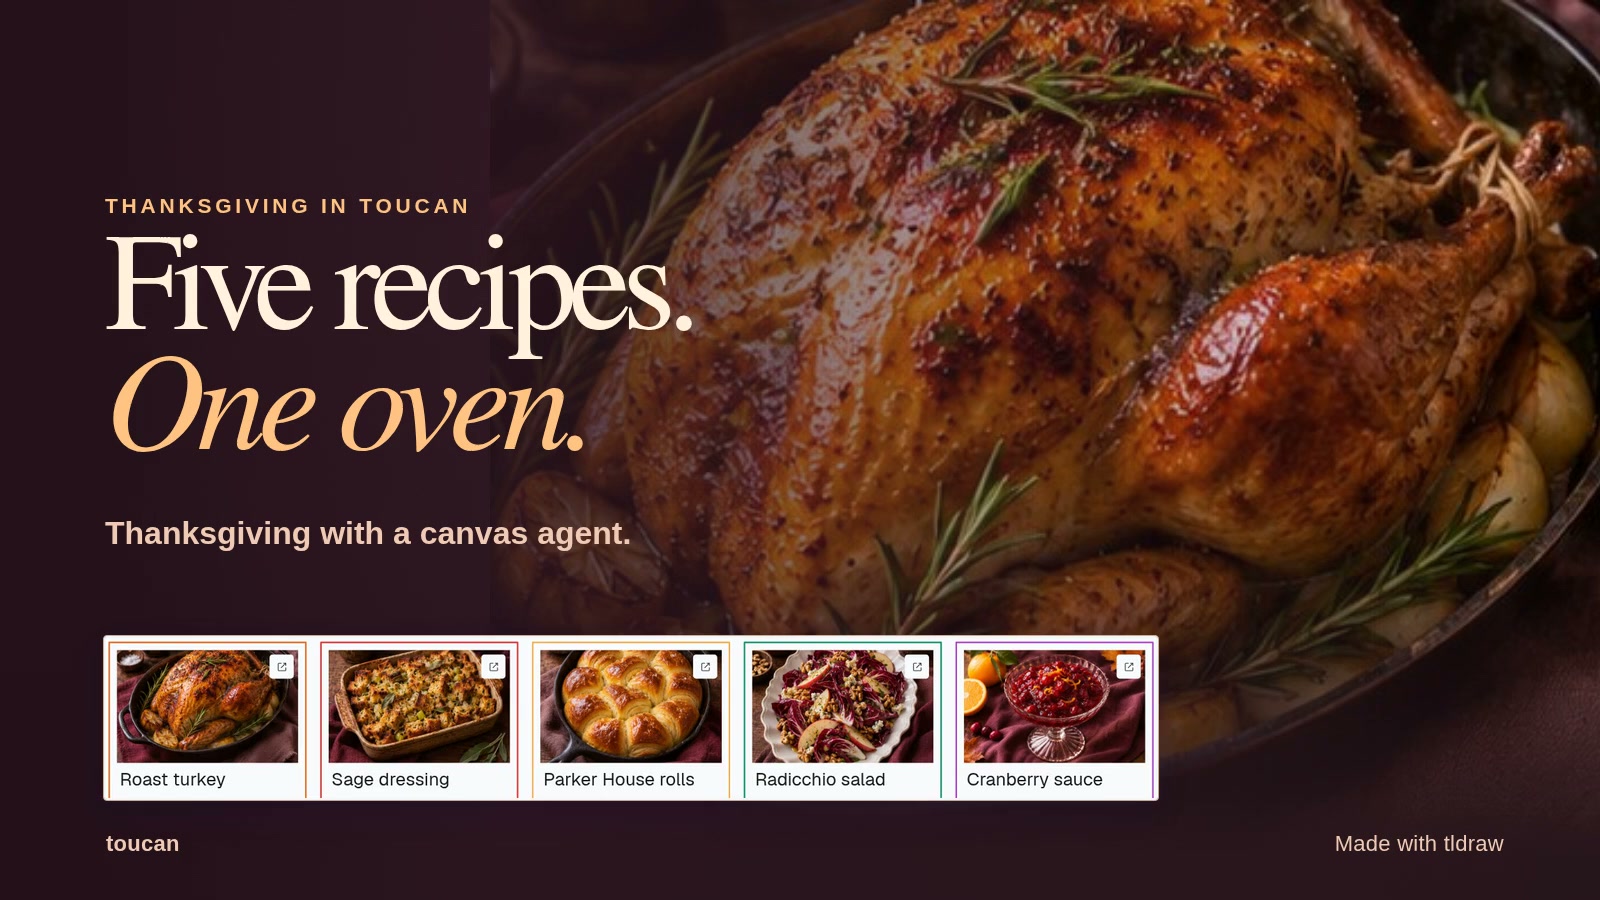 THANKSGIVING IN TOUCAN
Five recipes.
One oven.
Thanksgiving with a canvas agent.
Roast turkey
Sage dressing
Parker House rolls
Radicchio salad
Cranberry sauce
toucan
Made with tldraw